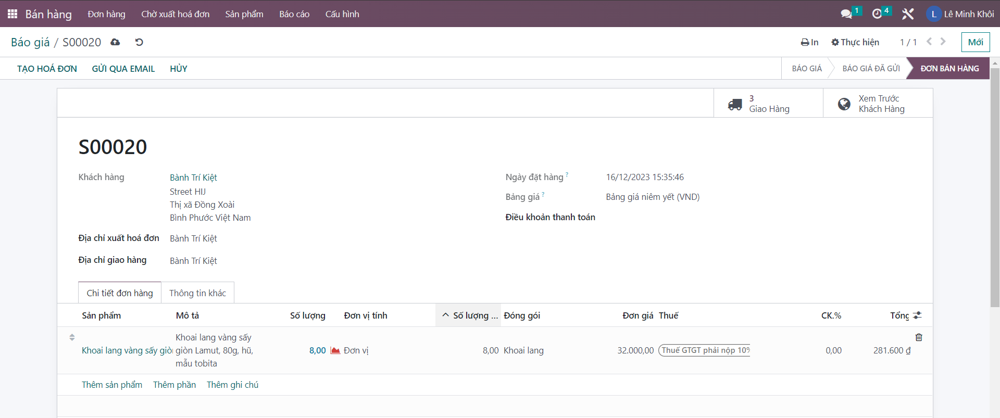 Bán hàng Đơn hàng Chờ xuất hoá đơn Sản phẩm Báo cáo Cấu hình 1 4 L Lê Minh Khôi
Báo giá / S00020 In Thực hiện 1 / 1 Mới
TẠO HOÁ ĐƠN GỬI QUA EMAIL HỦY BÁO GIÁ BÁO GIÁ ĐÃ GỬI ĐƠN BÁN HÀNG
3
Giao Hàng
Xem Trước
Khách Hàng
S00020
Khách hàng Bành Trí Kiệt
Street HIJ
Thị xã Đồng Xoài
Bình Phước Việt Nam
Địa chỉ xuất hoá đơn Bành Trí Kiệt
Địa chỉ giao hàng Bành Trí Kiệt
Ngày đặt hàng ? 16/12/2023 15:35:46
Bảng giá ? Bảng giá niêm yết (VND)
Điều khoản thanh toán
Chi tiết đơn hàng Thông tin khác
Sản phẩm Mô tả Số lượng Đơn vị tính Số lượng ... Đóng gói Đơn giá Thuế CK.% Tổng
Khoai lang vàng sấy giòn
Khoai lang vàng sấy
giòn Lamut, 80g, hũ,
mẫu tobita
8,00 Đơn vị 8,00 Khoai lang 32.000,00 Thuế GTGT phải nộp 10% 0,00 281.600 ₫
Thêm sản phẩm Thêm phần Thêm ghi chú